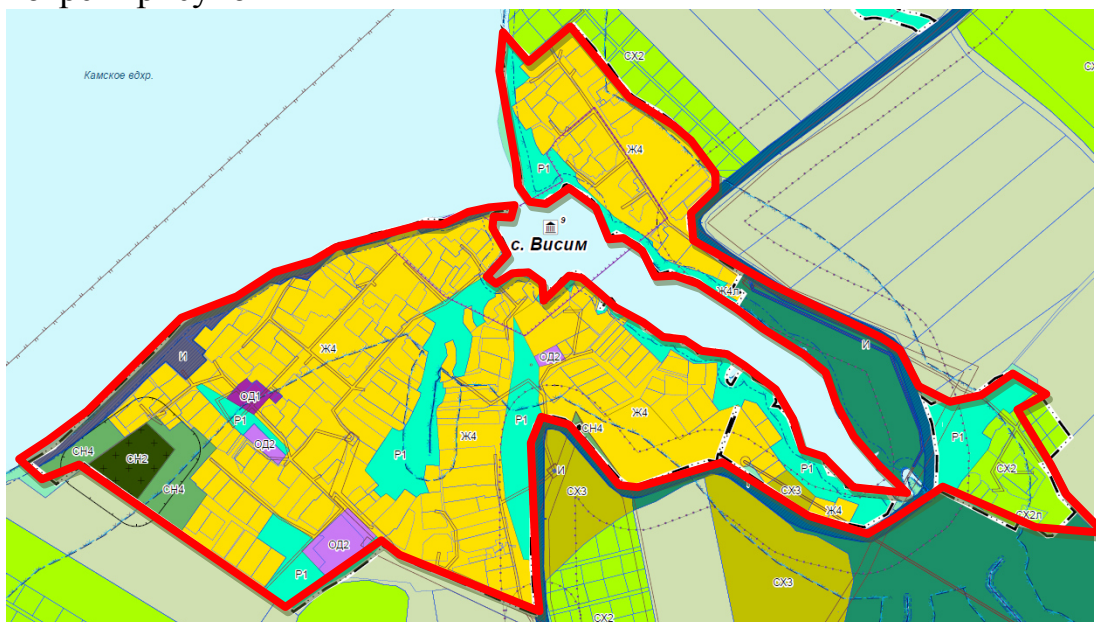 Камское вдхр.
СХ2
Ж4
Р1
9
с. Висим
Ж4л
Ж4
И
И
ОД2
ОД1
Р1
ОД2
Ж4
Р1
Ж4
Р1
СН4
СН4
СН2
СН4
И
СХ3
Р1
СХ3
Ж4
Р1
СХ2
СХ2л
ОД2
Р1
СХ3
СХ2